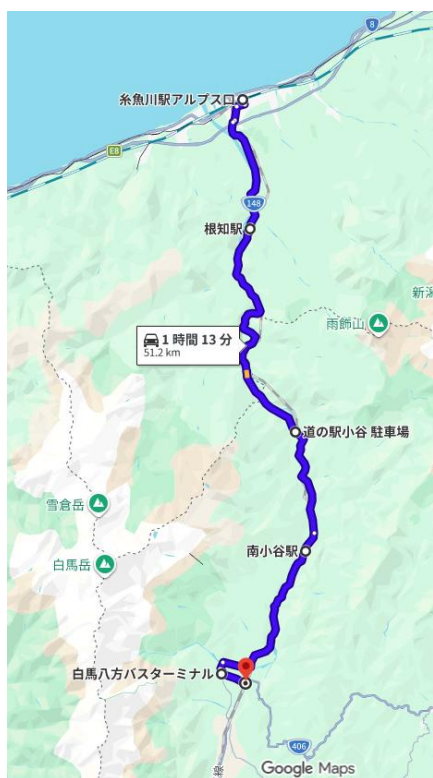 8
糸魚川駅アルプス口
E8
148
根知駅
新潟
雨飾山
1 時間 13 分
51.2 km
道の駅小谷 駐車場
雪倉岳
南小谷駅
白馬岳
白馬八方バスターミナル
線
406
Google Maps